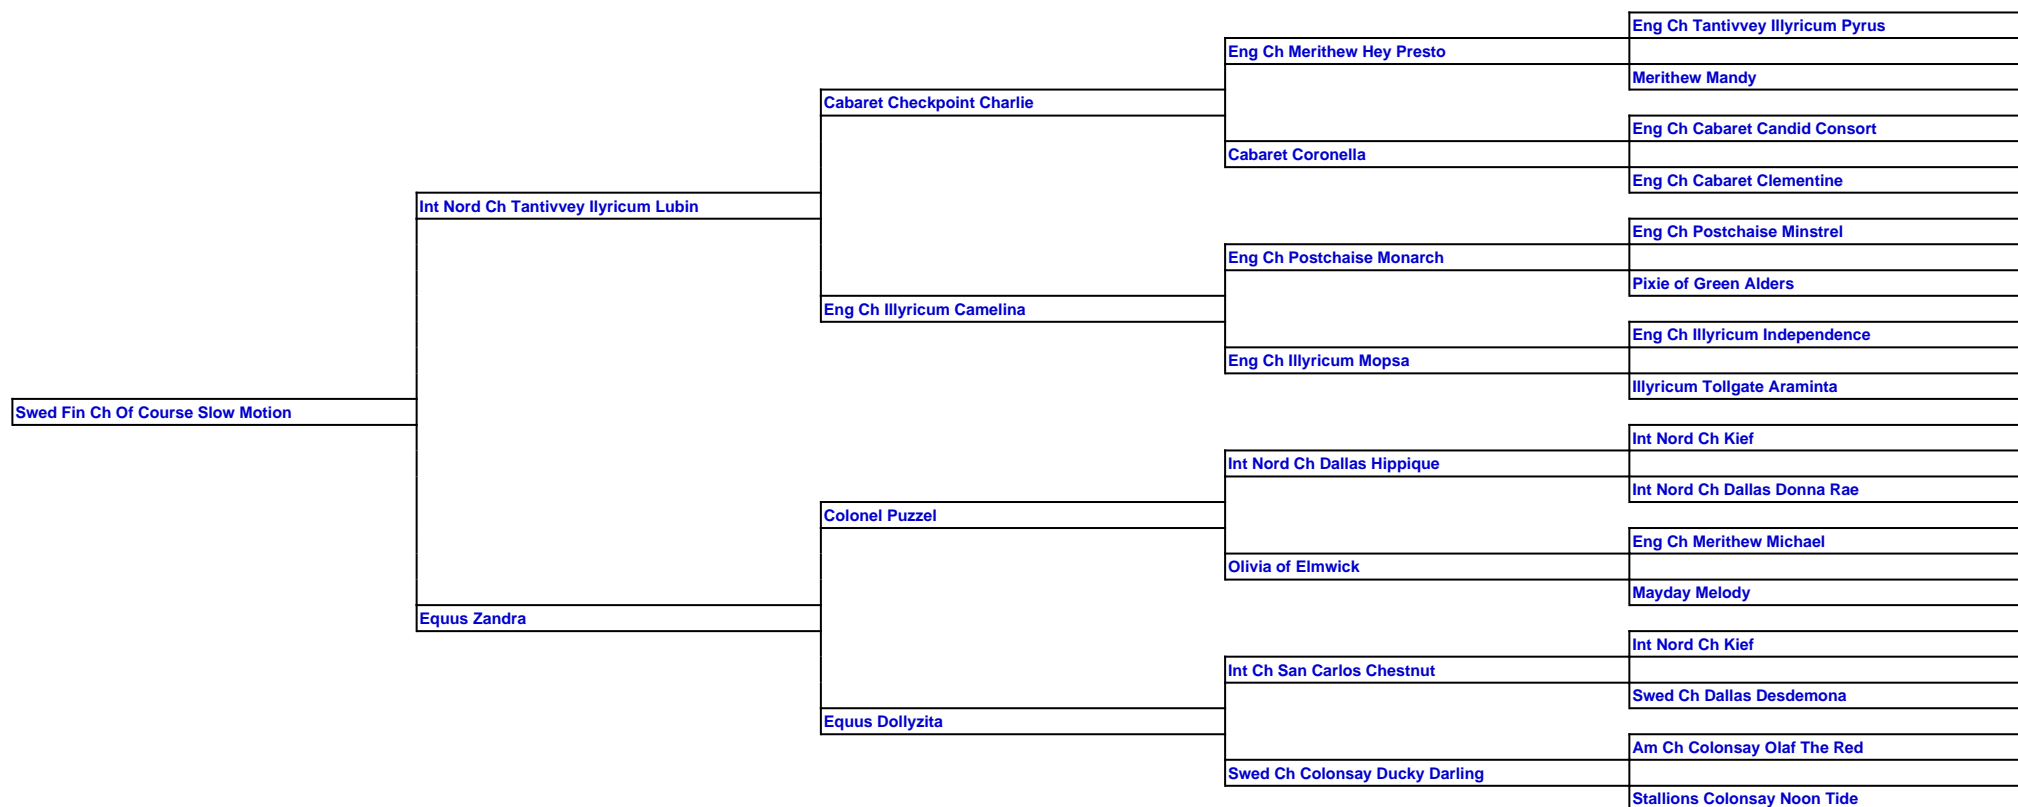 Eng Ch Tantivvey Illyricum Pyrus
Eng Ch Merithew Hey Presto
Merithew Mandy
Cabaret Checkpoint Charlie
Eng Ch Cabaret Candid Consort
Cabaret Coronella
Eng Ch Cabaret Clementine
Int Nord Ch Tantivvey Ilyricum Lubin
Eng Ch Postchaise Minstrel
Eng Ch Postchaise Monarch
Pixie of Green Alders
Eng Ch Illyricum Camelina
Eng Ch Illyricum Independence
Eng Ch Illyricum Mopsa
Illyricum Tollgate Araminta
Swed Fin Ch Of Course Slow Motion
Int Nord Ch Kief
Int Nord Ch Dallas Hippique
Int Nord Ch Dallas Donna Rae
Colonel Puzzel
Eng Ch Merithew Michael
Olivia of Elmwick
Mayday Melody
Equus Zandra
Int Nord Ch Kief
Int Ch San Carlos Chestnut
Swed Ch Dallas Desdemona
Equus Dollyzita
Am Ch Colonsay Olaf The Red
Swed Ch Colonsay Ducky Darling
Stallions Colonsay Noon Tide